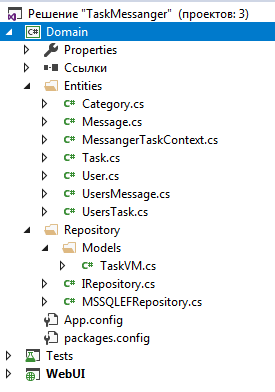 Решение "TaskMessanger" (проектов: 3)
C# Domain
Properties
Ссылки
Entities
C# Category.cs
C# Message.cs
C# MessangerTaskContext.cs
C# Task.cs
C# User.cs
C# UsersMessage.cs
C# UsersTask.cs
Repository
Models
C# TaskVM.cs
C# IRepository.cs
C# MSSQLEFRepository.cs
App.config
packages.config
Tests
WebUI